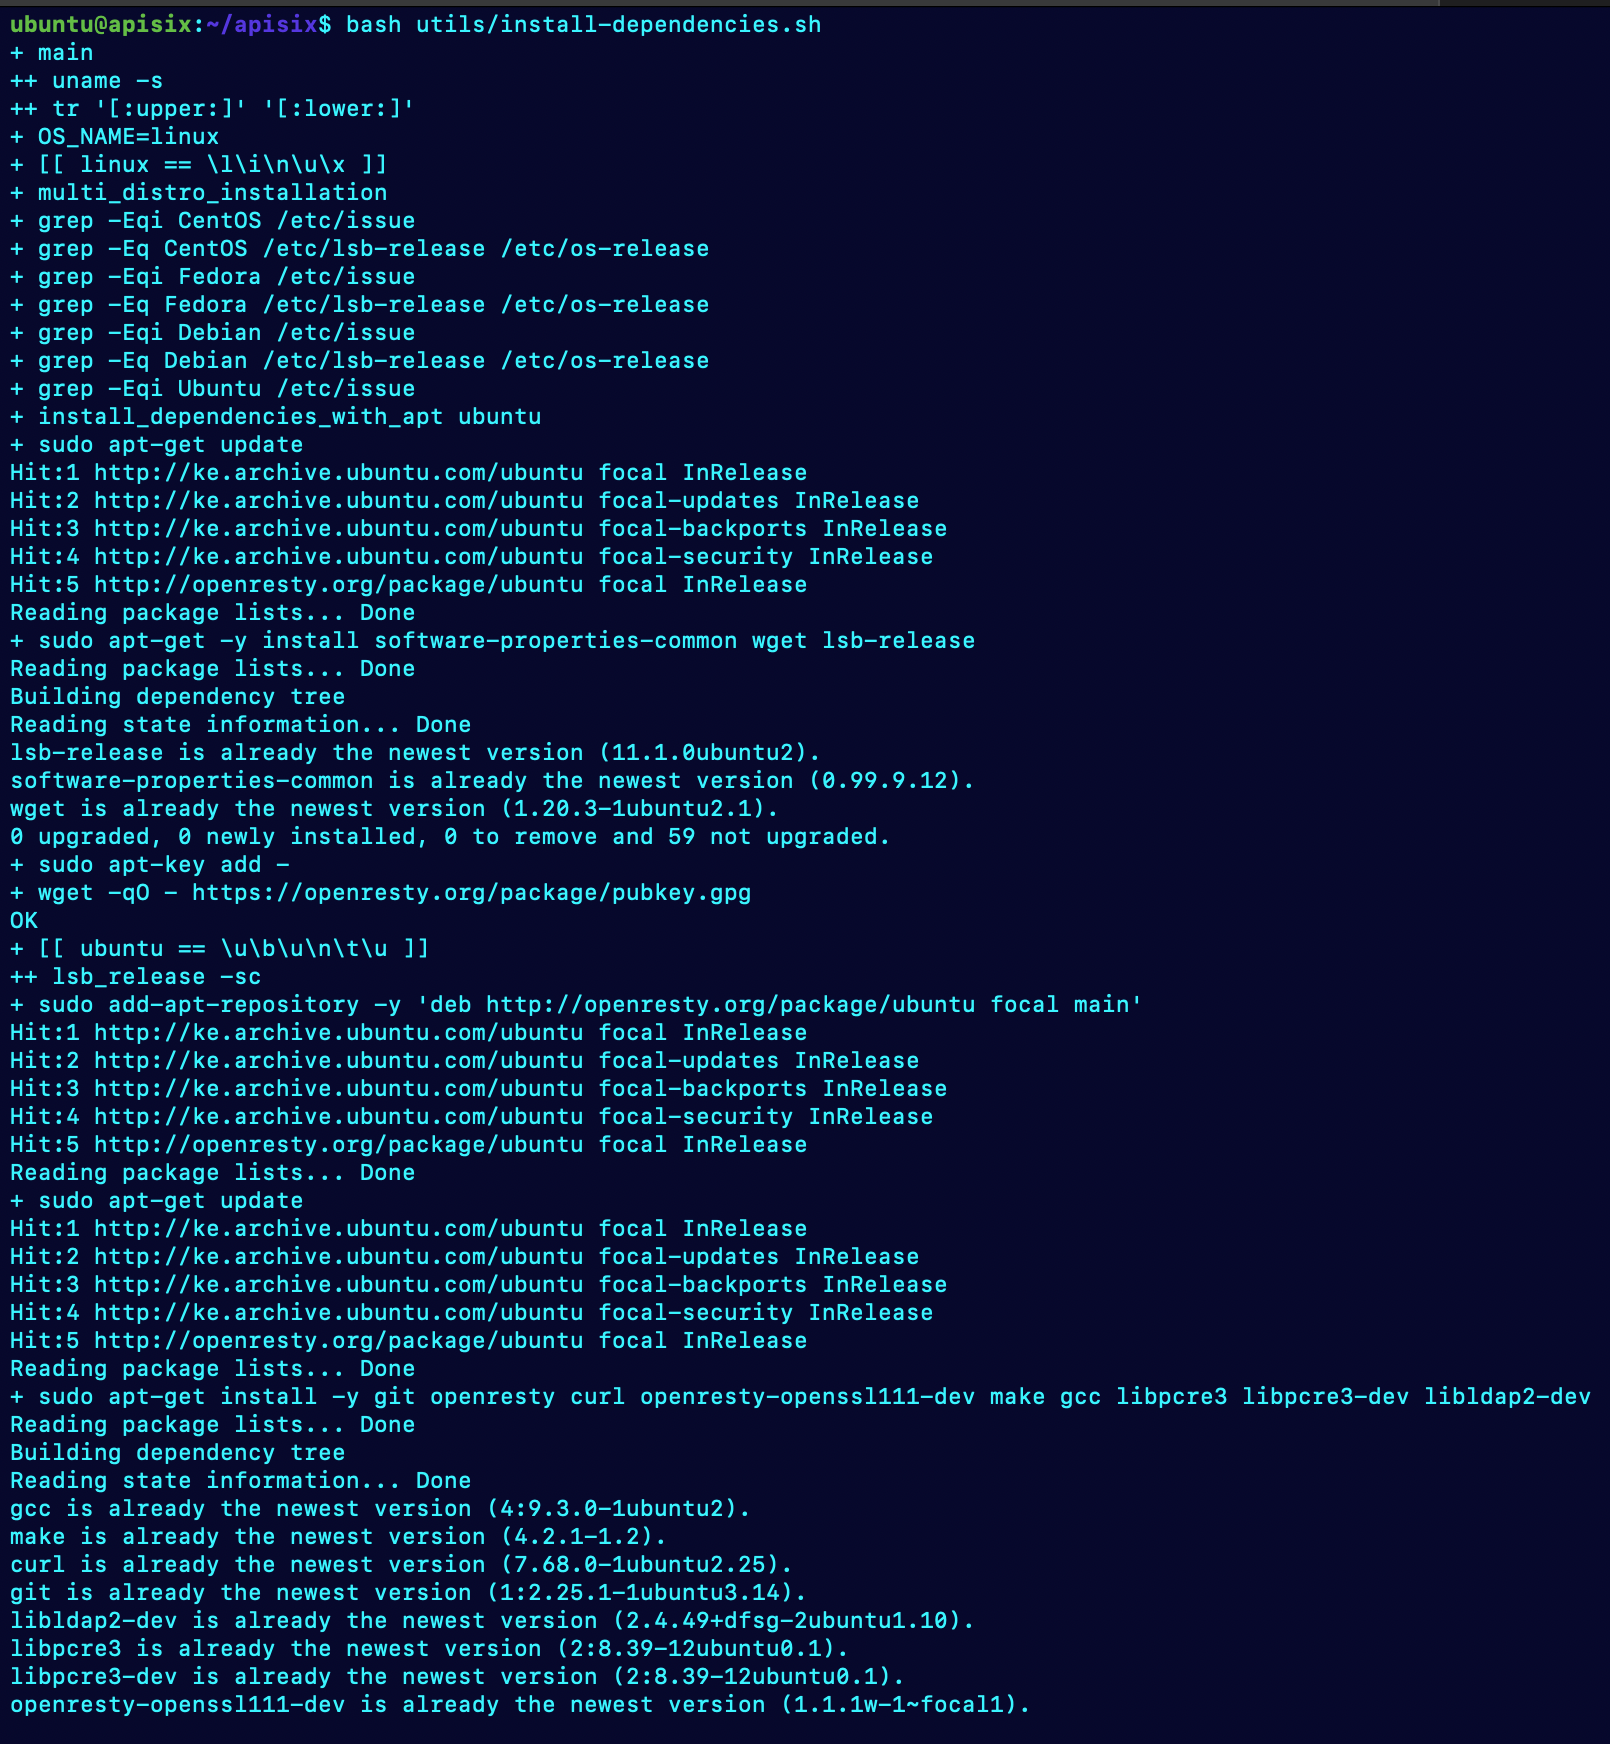 ubuntu@apisix:~/apisix$ bash utils/install-dependencies.sh
+ main
++ uname -s
++ tr '[:upper:]' '[:lower:]'
+ OS_NAME=linux
+ [[ linux == \l\i\n\u\x ]]
+ multi_distro_installation
+ grep -Eqi CentOS /etc/issue
+ grep -Eq CentOS /etc/lsb-release /etc/os-release
+ grep -Eqi Fedora /etc/issue
+ grep -Eq Fedora /etc/lsb-release /etc/os-release
+ grep -Eqi Debian /etc/issue
+ grep -Eq Debian /etc/lsb-release /etc/os-release
+ grep -Eqi Ubuntu /etc/issue
+ install_dependencies_with_apt ubuntu
+ sudo apt-get update
Hit:1 http://ke.archive.ubuntu.com/ubuntu focal InRelease
Hit:2 http://ke.archive.ubuntu.com/ubuntu focal-updates InRelease
Hit:3 http://ke.archive.ubuntu.com/ubuntu focal-backports InRelease
Hit:4 http://ke.archive.ubuntu.com/ubuntu focal-security InRelease
Hit:5 http://openresty.org/package/ubuntu focal InRelease
Reading package lists... Done
+ sudo apt-get -y install software-properties-common wget lsb-release
Reading package lists... Done
Building dependency tree
Reading state information... Done
lsb-release is already the newest version (11.1.0ubuntu2).
software-properties-common is already the newest version (0.99.9.12).
wget is already the newest version (1.20.3-1ubuntu2.1).
0 upgraded, 0 newly installed, 0 to remove and 59 not upgraded.
+ sudo apt-key add -
+ wget -qO - https://openresty.org/package/pubkey.gpg
OK
+ [[ ubuntu == \u\b\u\n\t\u ]]
++ lsb_release -sc
+ sudo add-apt-repository -y 'deb http://openresty.org/package/ubuntu focal main'
Hit:1 http://ke.archive.ubuntu.com/ubuntu focal InRelease
Hit:2 http://ke.archive.ubuntu.com/ubuntu focal-updates InRelease
Hit:3 http://ke.archive.ubuntu.com/ubuntu focal-backports InRelease
Hit:4 http://ke.archive.ubuntu.com/ubuntu focal-security InRelease
Hit:5 http://openresty.org/package/ubuntu focal InRelease
Reading package lists... Done
+ sudo apt-get update
Hit:1 http://ke.archive.ubuntu.com/ubuntu focal InRelease
Hit:2 http://ke.archive.ubuntu.com/ubuntu focal-updates InRelease
Hit:3 http://ke.archive.ubuntu.com/ubuntu focal-backports InRelease
Hit:4 http://ke.archive.ubuntu.com/ubuntu focal-security InRelease
Hit:5 http://openresty.org/package/ubuntu focal InRelease
Reading package lists... Done
+ sudo apt-get install -y git openresty curl openresty-openssl111-dev make gcc libpcre3 libpcre3-dev libldap2-dev
Reading package lists... Done
Building dependency tree
Reading state information... Done
gcc is already the newest version (4:9.3.0-1ubuntu2).
make is already the newest version (4.2.1-1.2).
curl is already the newest version (7.68.0-1ubuntu2.25).
git is already the newest version (1:2.25.1-1ubuntu3.14).
libldap2-dev is already the newest version (2.4.49+dfsg-2ubuntu1.10).
libpcre3 is already the newest version (2:8.39-12ubuntu0.1).
libpcre3-dev is already the newest version (2:8.39-12ubuntu0.1).
openresty-openssl111-dev is already the newest version (1.1.1w-1~focal1).